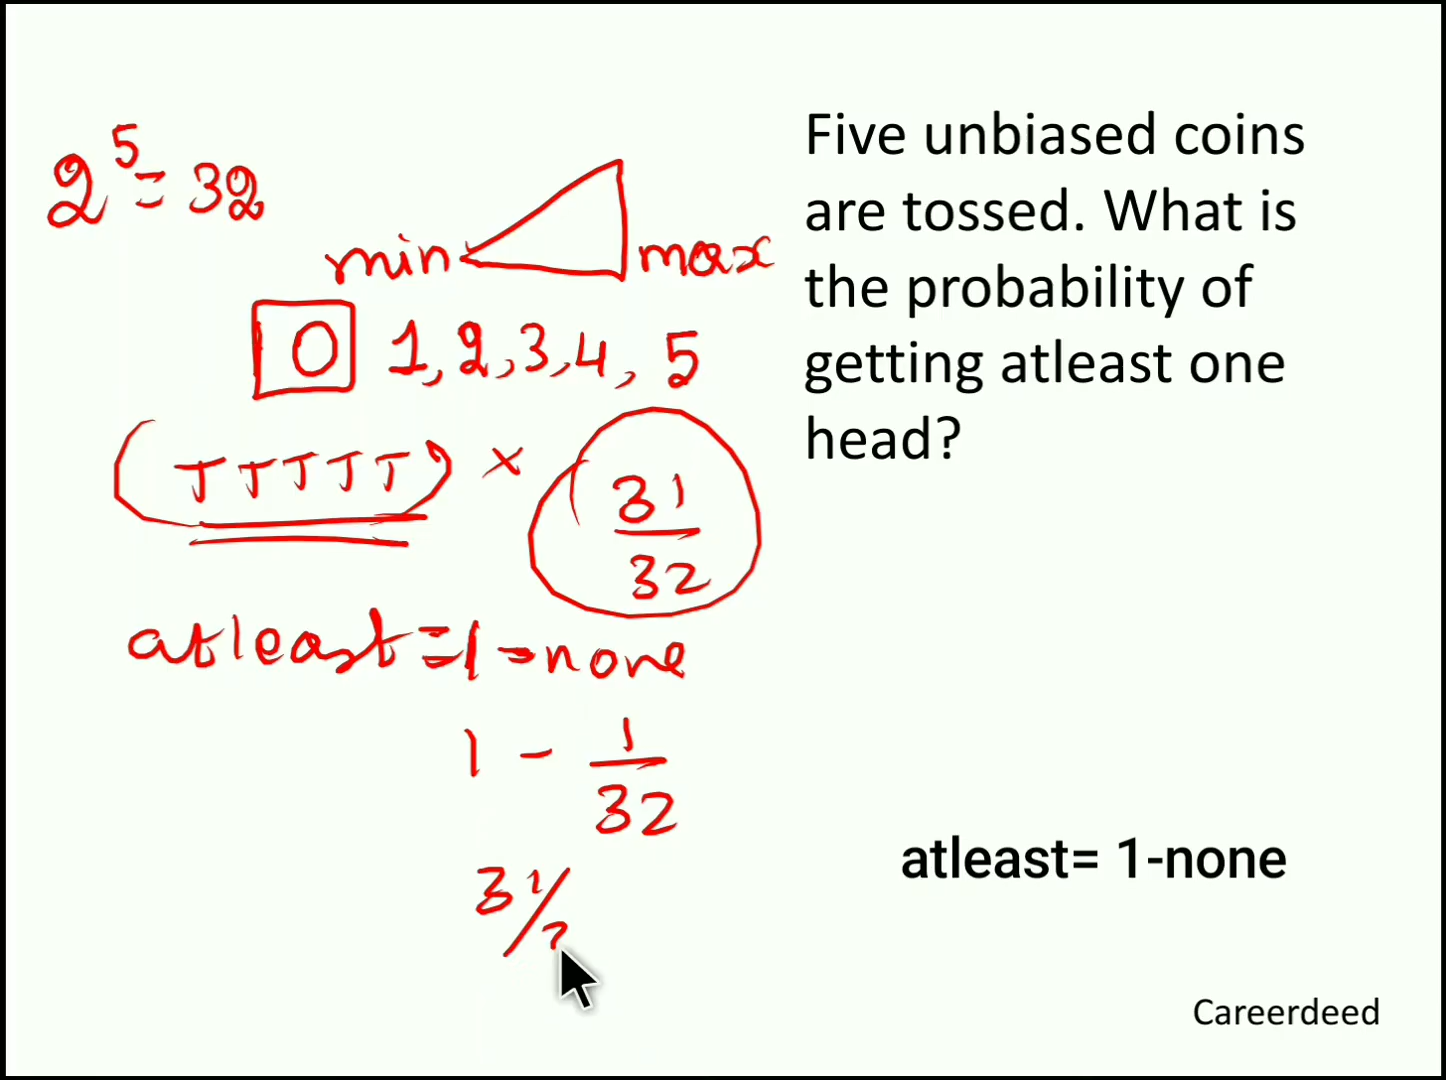 2^5 = 32
min max
0 1, 2, 3, 4, 5
(TTTTT) ×
31
32
atleast = 1 - none
1 - 1/32
31/
Five unbiased coins
are tossed. What is
the probability of
getting atleast one
head?
atleast= 1-none
Careerdeed